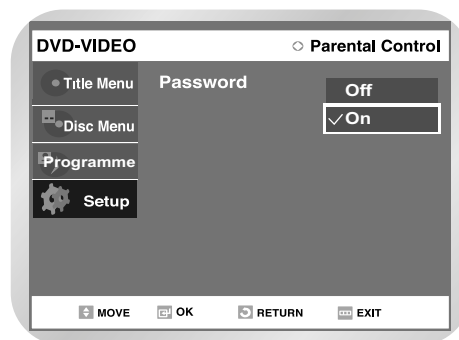 DVD-VIDEO
Parental Control
Title Menu
Password
Off
On
Disc Menu
Programme
Setup
MOVE
OK
RETURN
EXIT